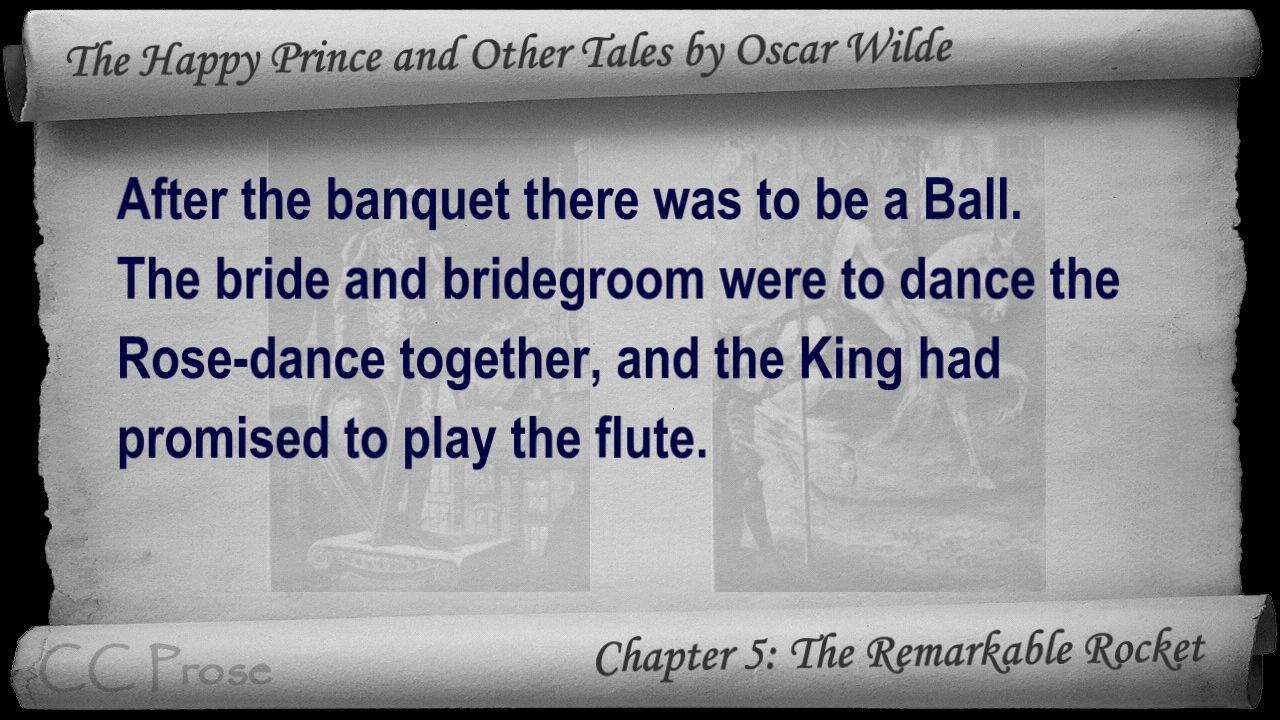 The Happy Prince and Other Tales by Oscar Wilde
After the banquet there was to be a Ball.
The bride and bridegroom were to dance the
Rose-dance together, and the King had
promised to play the flute.
Chapter 5: The Remarkable Rocket
CC Prose